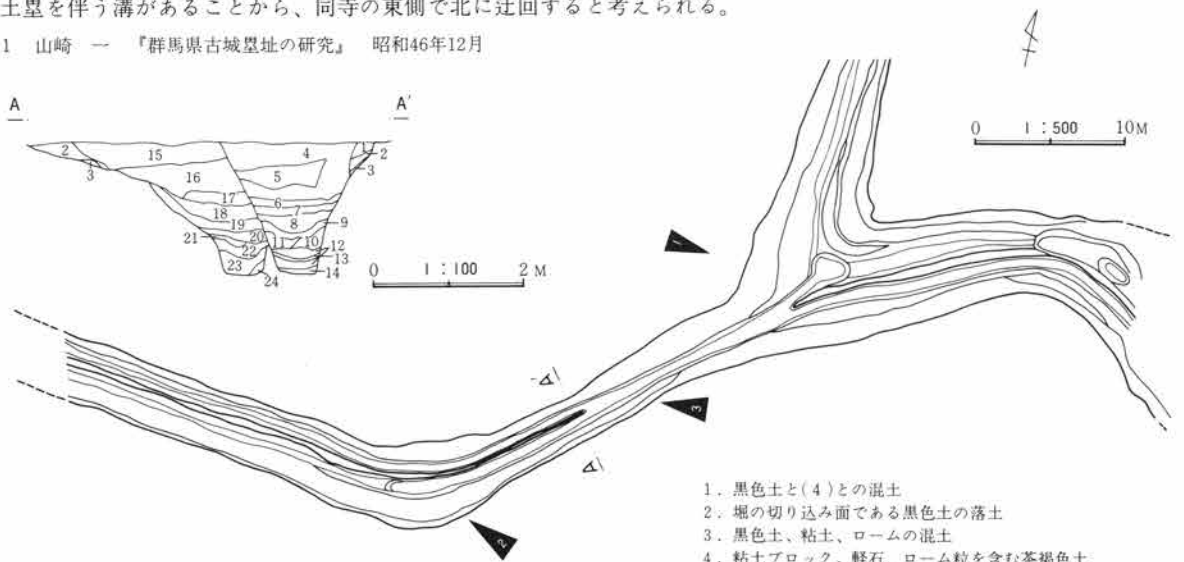 土塁を伴う溝があることから、同寺の東側で北に迂回すると考えられる。
1 山崎 一 『群馬県古城塁址の研究』 昭和46年12月
A A'
2 15 4 1 2
3 16 5 3
17 6
18 7
19 8 9
21 20 11 10 12
22 13
23 14
24
0 1:100 2M
0 1:500 10M
1
A'
3
A
2
1. 黒色土と(4)との混土
2. 堀の切り込み面である黒色土の落土
3. 黒色土、粘土、ロームの混土
4. 粘土ブロック、軽石、ローム粒を含む茶褐色土